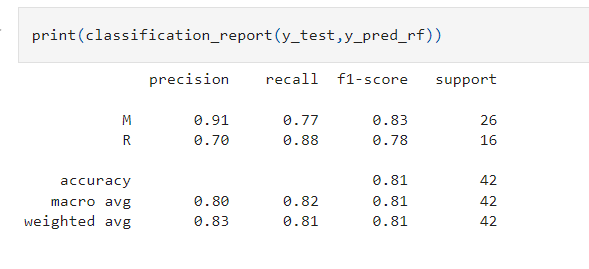 print(classification_report(y_test,y_pred_rf))
precision recall f1-score support
M 0.91 0.77 0.83 26
R 0.70 0.88 0.78 16
accuracy 0.81 42
macro avg 0.80 0.82 0.81 42
weighted avg 0.83 0.81 0.81 42